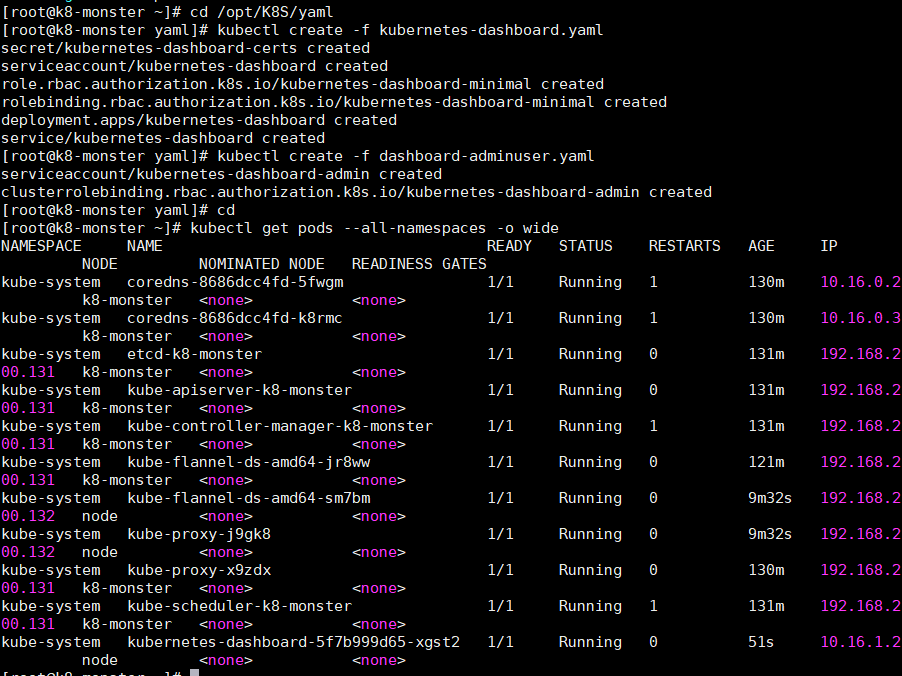 [root@k8-monster ~]# cd /opt/K8S/yaml
[root@k8-monster yaml]# kubectl create -f kubernetes-dashboard.yaml
secret/kubernetes-dashboard-certs created
serviceaccount/kubernetes-dashboard created
role.rbac.authorization.k8s.io/kubernetes-dashboard-minimal created
rolebinding.rbac.authorization.k8s.io/kubernetes-dashboard-minimal created
deployment.apps/kubernetes-dashboard created
service/kubernetes-dashboard created
[root@k8-monster yaml]# kubectl create -f dashboard-adminuser.yaml
serviceaccount/kubernetes-dashboard-admin created
clusterrolebinding.rbac.authorization.k8s.io/kubernetes-dashboard-admin created
[root@k8-monster yaml]# cd
[root@k8-monster ~]# kubectl get pods --all-namespaces -o wide
NAMESPACE     NAME                                    READY   STATUS    RESTARTS   AGE     IP
         NODE         NOMINATED NODE   READINESS GATES
kube-system   coredns-8686dcc4fd-5fwgm                1/1     Running   1          130m    10.16.0.2
         k8-monster   <none>           <none>
kube-system   coredns-8686dcc4fd-k8rmc                1/1     Running   1          130m    10.16.0.3
         k8-monster   <none>           <none>
kube-system   etcd-k8-monster                         1/1     Running   0          131m    192.168.2
00.131   k8-monster   <none>           <none>
kube-system   kube-apiserver-k8-monster               1/1     Running   0          131m    192.168.2
00.131   k8-monster   <none>           <none>
kube-system   kube-controller-manager-k8-monster      1/1     Running   1          131m    192.168.2
00.131   k8-monster   <none>           <none>
kube-system   kube-flannel-ds-amd64-jr8ww             1/1     Running   0          121m    192.168.2
00.131   k8-monster   <none>           <none>
kube-system   kube-flannel-ds-amd64-sm7bm             1/1     Running   0          9m32s   192.168.2
00.132   node         <none>           <none>
kube-system   kube-proxy-j9gk8                        1/1     Running   0          9m32s   192.168.2
00.132   node         <none>           <none>
kube-system   kube-proxy-x9zdx                        1/1     Running   0          130m    192.168.2
00.131   k8-monster   <none>           <none>
kube-system   kube-scheduler-k8-monster               1/1     Running   1          131m    192.168.2
00.131   k8-monster   <none>           <none>
kube-system   kubernetes-dashboard-5f7b999d65-xgst2   1/1     Running   0          51s     10.16.1.2
         node         <none>           <none>
[root@k8-monster ~]#